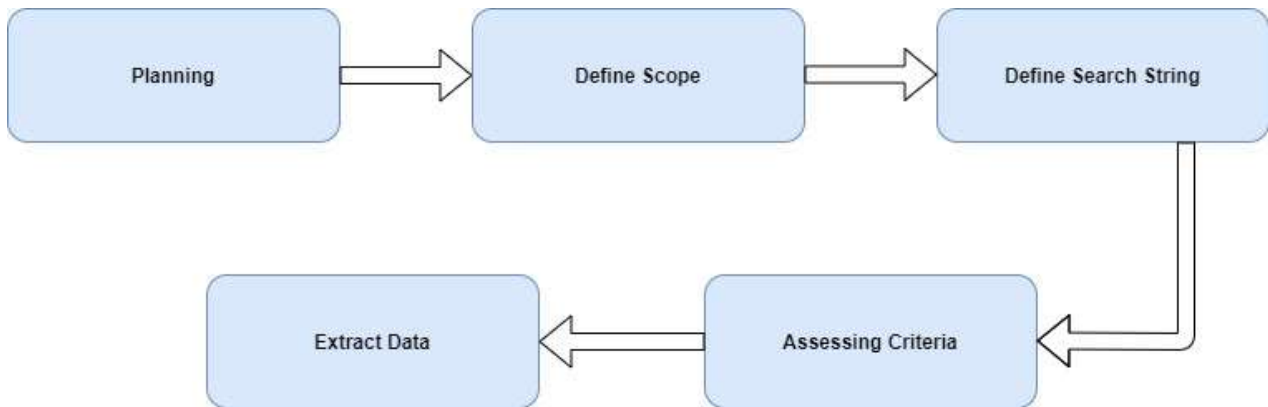 Planning
Define Scope
Define Search String
Assessing Criteria
Extract Data